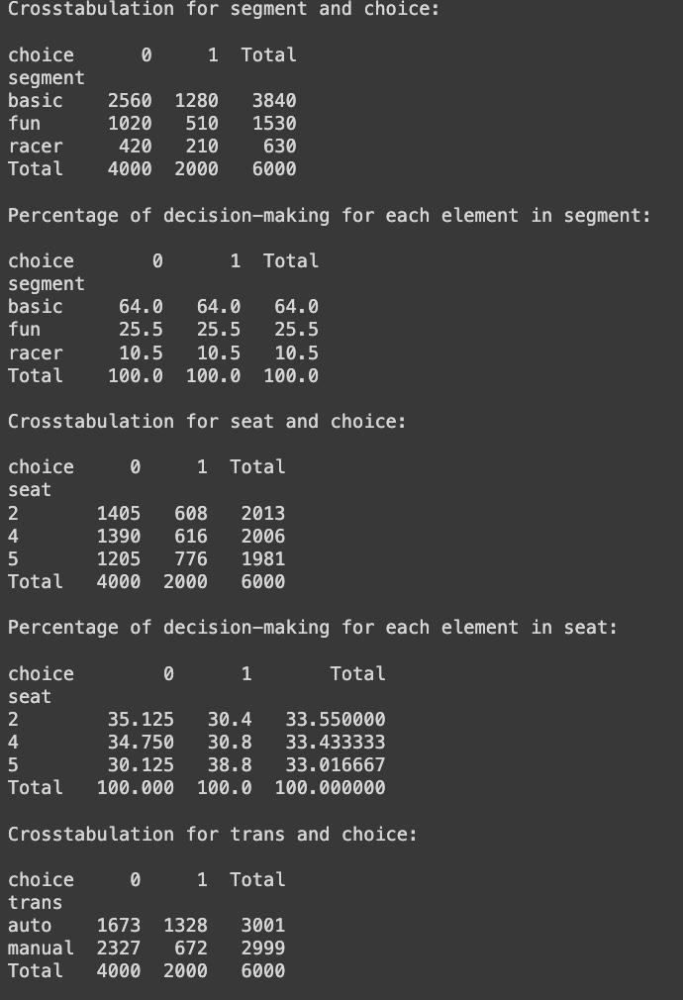 Crosstabulation for segment and choice:
choice 0 1 Total
segment
basic 2560 1280 3840
fun 1020 510 1530
racer 420 210 630
Total 4000 2000 6000
Percentage of decision-making for each element in segment:
choice 0 1 Total
segment
basic 64.0 64.0 64.0
fun 25.5 25.5 25.5
racer 10.5 10.5 10.5
Total 100.0 100.0 100.0
Crosstabulation for seat and choice:
choice 0 1 Total
seat
2 1405 608 2013
4 1390 616 2006
5 1205 776 1981
Total 4000 2000 6000
Percentage of decision-making for each element in seat:
choice 0 1 Total
seat
2 35.125 30.4 33.550000
4 34.750 30.8 33.433333
5 30.125 38.8 33.016667
Total 100.000 100.0 100.000000
Crosstabulation for trans and choice:
choice 0 1 Total
trans
auto 1673 1328 3001
manual 2327 672 2999
Total 4000 2000 6000